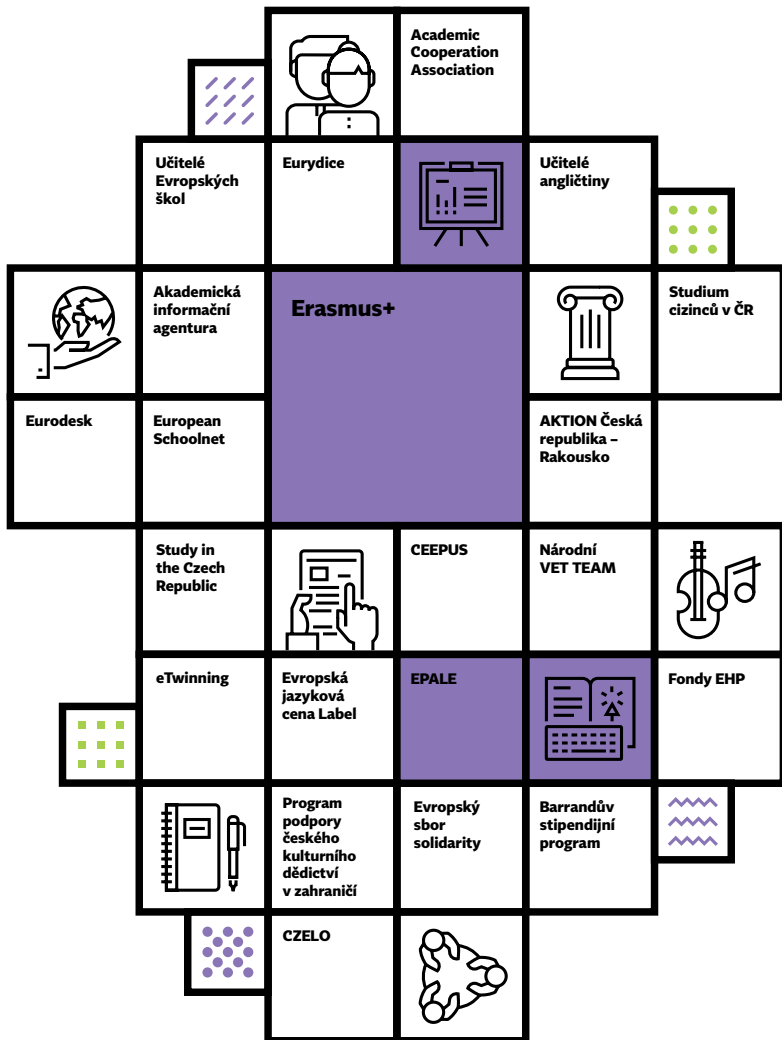 Academic
Cooperation
Association
Učitelé
Evropských
škol
Eurydice
Učitelé
angličtiny
Akademická
informační
agentura
Erasmus+
Studium
cizinců v ČR
Eurodesk
European
Schoolnet
AKTION Česká
republika –
Rakousko
Study in
the Czech
Republic
CEEPUS
Národní
VET TEAM
eTwinning
Evropská
jazyková
cena Label
EPALE
Fondy EHP
Program
podpory
českého
kulturního
dědictví
v zahraničí
Evropský
sbor
solidarity
Barrandův
stipendijní
program
CZELO